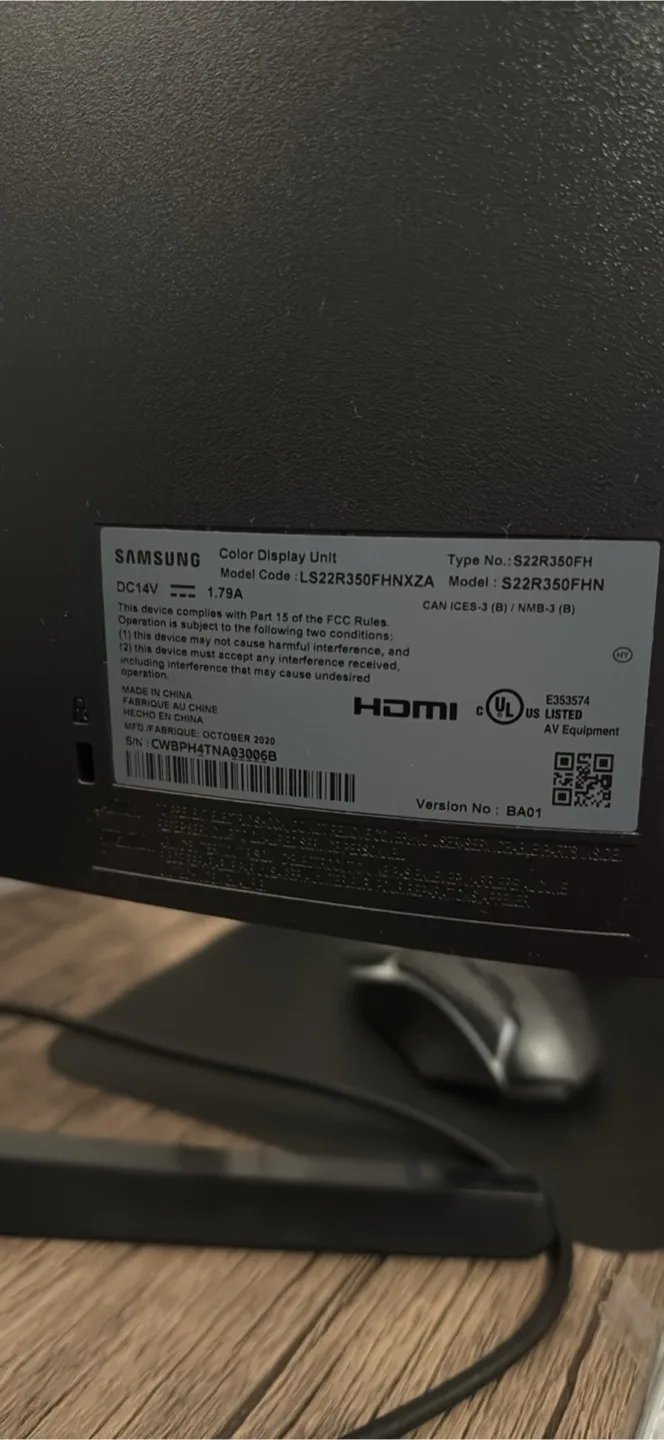 SAMSUNG Color Display Unit Type No.:S22R350FH
Model Code :LS22R350FHNXZA Model : S22R350FHN
DC14V 1.79A
CAN ICES-3 (B) / NMB-3 (B)
This device complies with Part 15 of the FCC Rules.
Operation is subject to the following two conditions:
(1) this device may not cause harmful interference, and
(2) this device must accept any interference received,
including interference that may cause undesired
operation.
HY
MADE IN CHINA
FABRIQUE AU CHINE
HECHO EN CHINA
MFD./FABRIQUE: OCTOBER 2020
S/N : CWBPH4TNA03006B
HDMI
C UL US LISTED
E353574
AV Equipment
Version No : BA01